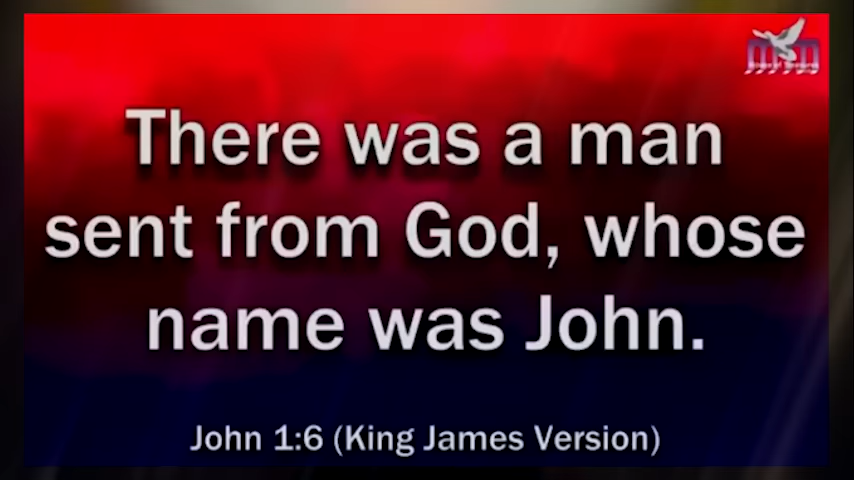 There was a man
sent from God, whose
name was John.
John 1:6 (King James Version)